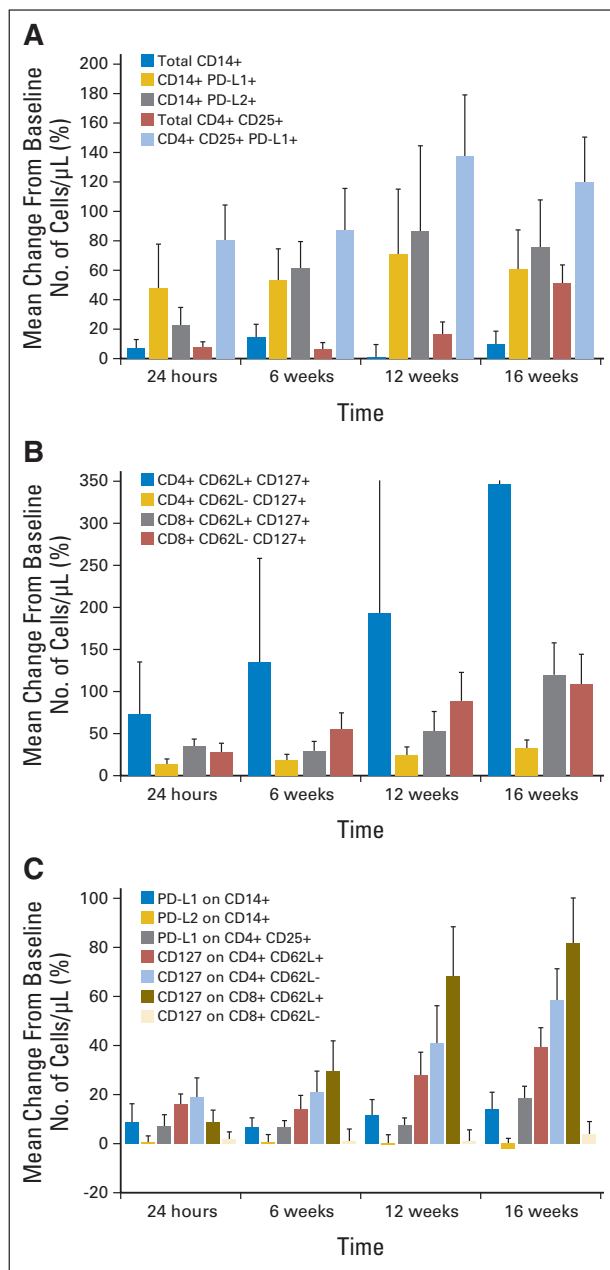 A
Total CD14+
CD14+ PD-L1+
CD14+ PD-L2+
Total CD4+ CD25+
CD4+ CD25+ PD-L1+
200
180
160
140
120
100
80
60
40
20
0
Mean Change From Baseline
No. of Cells/µL (%)
24 hours 6 weeks 12 weeks 16 weeks
Time
B
CD4+ CD62L+ CD127+
CD4+ CD62L- CD127+
CD8+ CD62L+ CD127+
CD8+ CD62L- CD127+
350
300
250
200
150
100
50
0
Mean Change From Baseline
No. of Cells/µL (%)
24 hours 6 weeks 12 weeks 16 weeks
Time
C
PD-L1 on CD14+
PD-L2 on CD14+
PD-L1 on CD4+ CD25+
CD127 on CD4+ CD62L+
CD127 on CD4+ CD62L-
CD127 on CD8+ CD62L+
CD127 on CD8+ CD62L-
100
80
60
40
20
0
-20
Mean Change From Baseline
No. of Cells/µL (%)
24 hours 6 weeks 12 weeks 16 weeks
Time